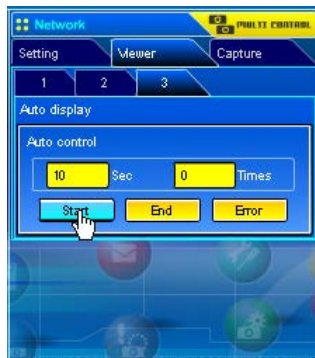 Network MULTI CONTROL
Setting Viewer Capture
1 2 3
Auto display
Auto control
10 Sec 0 Times
Start End Error